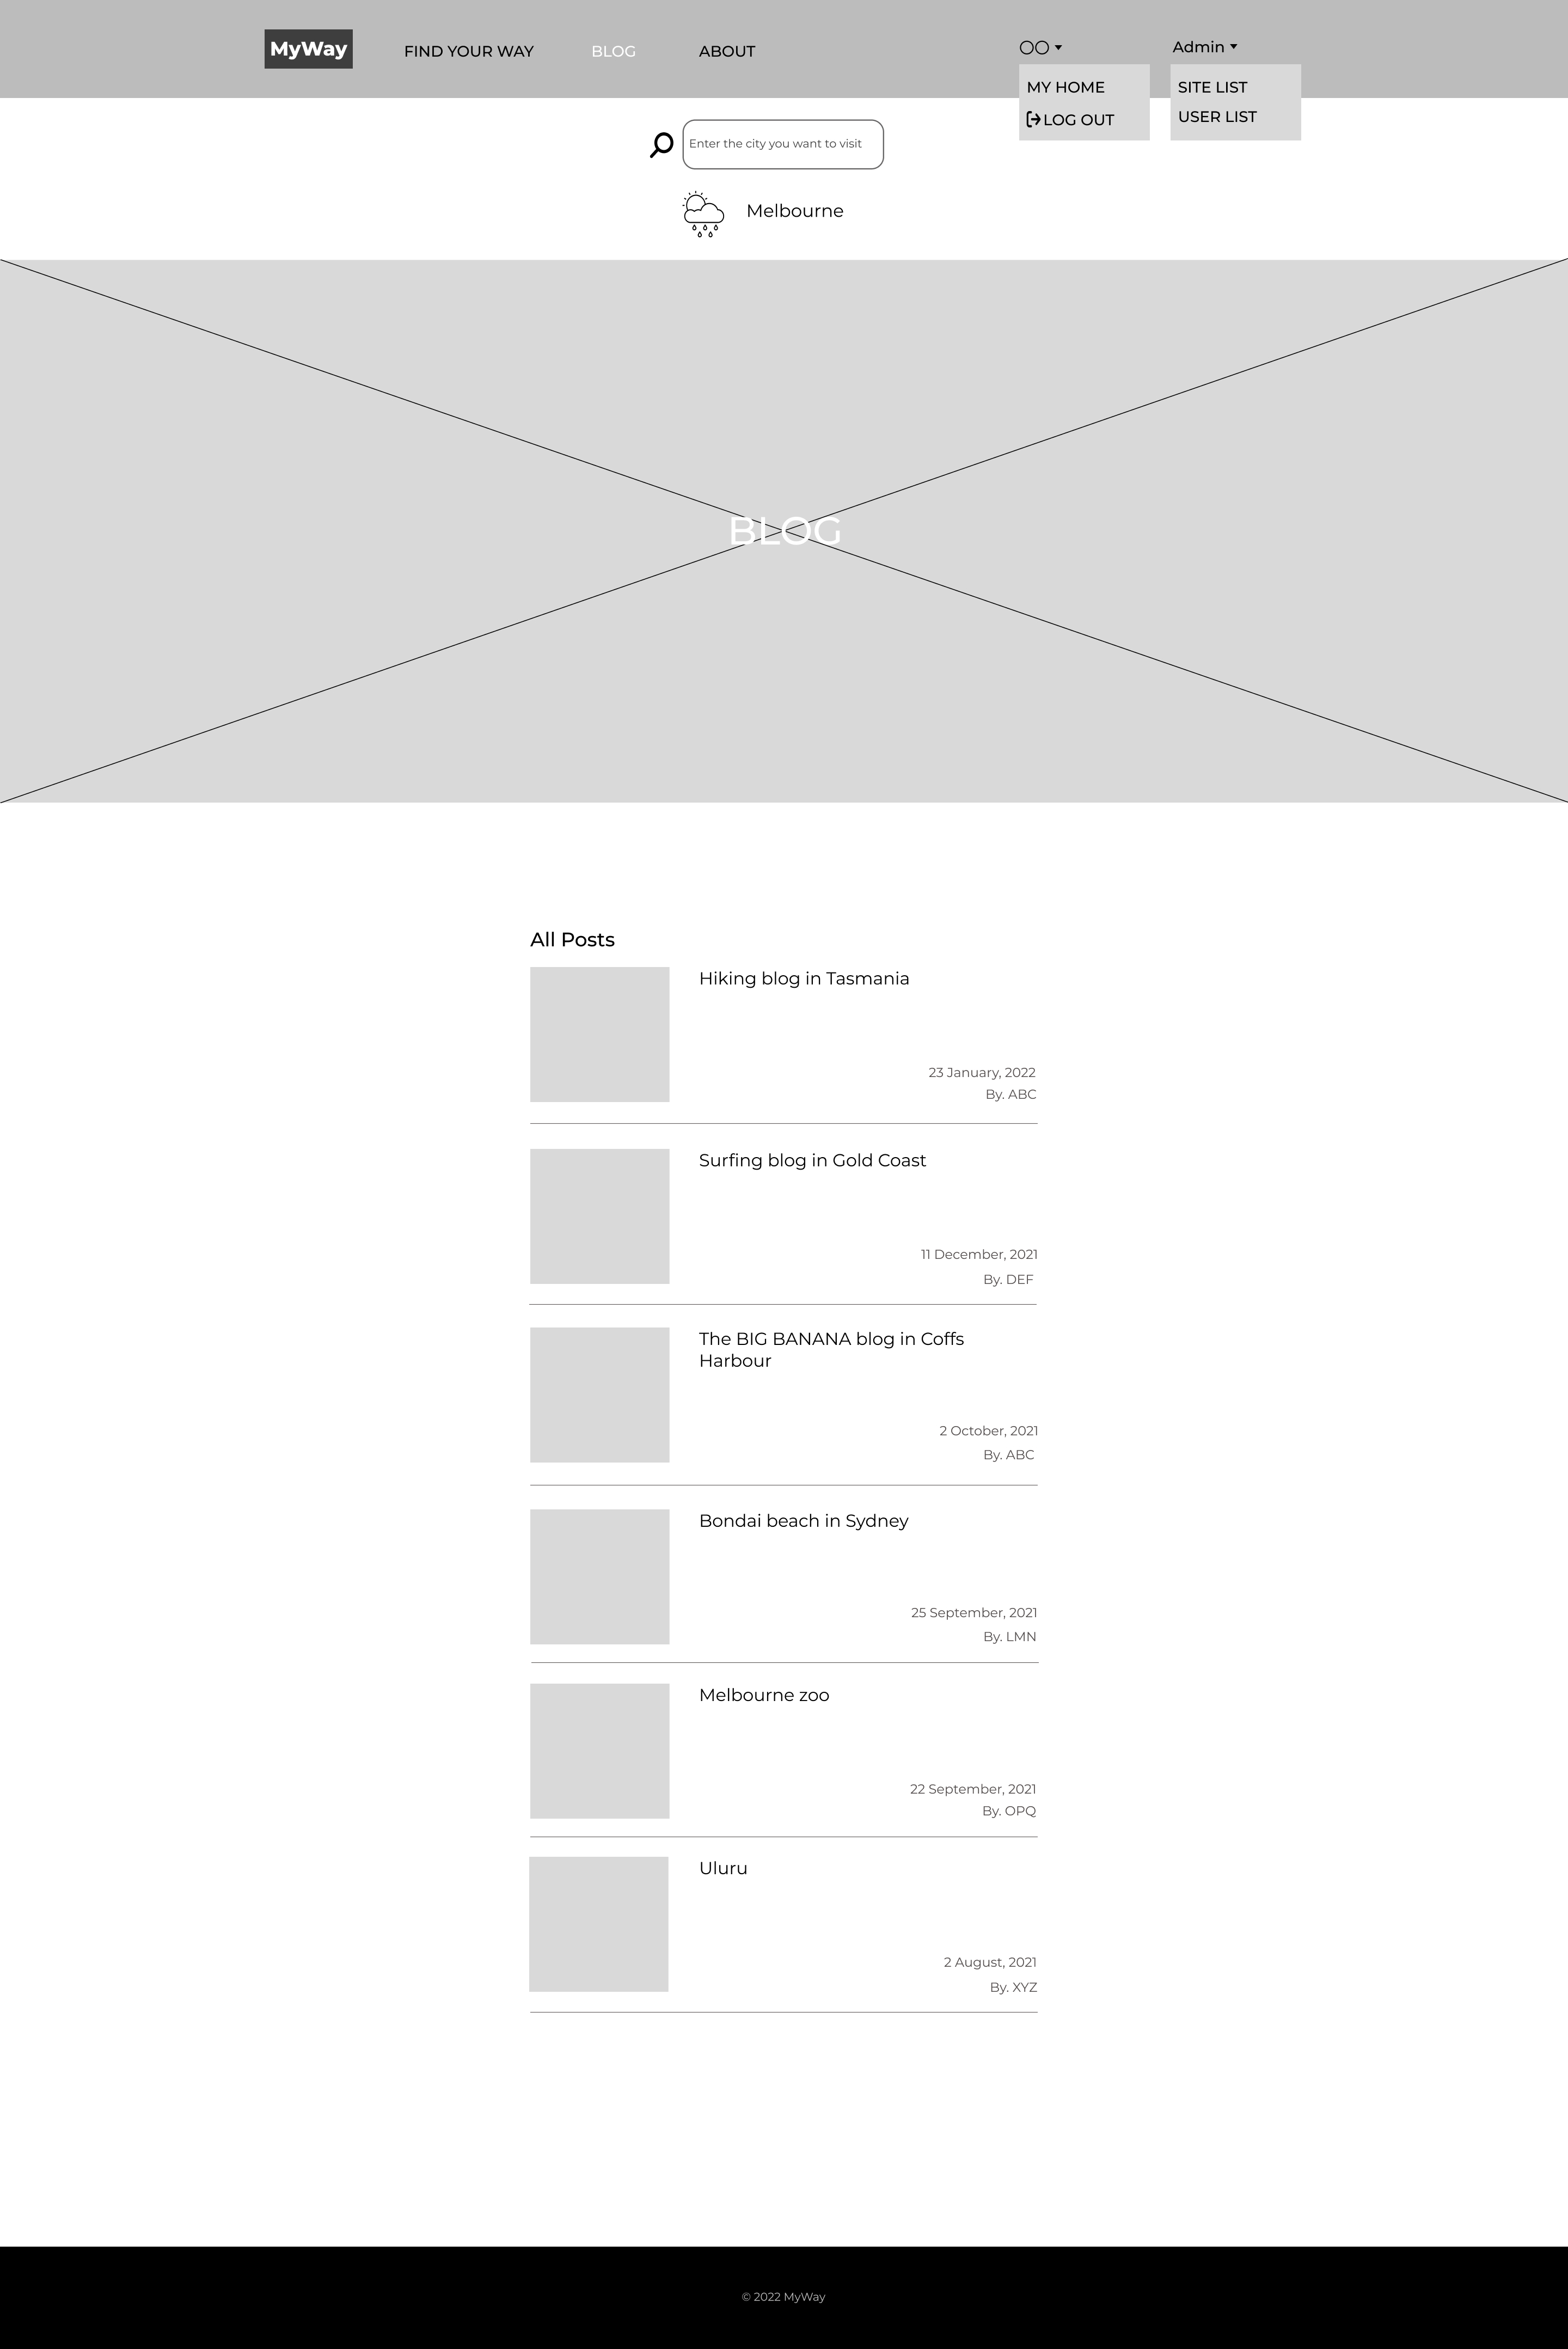 MyWay
FIND YOUR WAY
BLOG
ABOUT
○○
Admin
MY HOME
LOG OUT
SITE LIST
USER LIST
Enter the city you want to visit
Melbourne
BLOG
All Posts
Hiking blog in Tasmania
23 January, 2022
By. ABC
Surfing blog in Gold Coast
11 December, 2021
By. DEF
The BIG BANANA blog in Coffs
Harbour
2 October, 2021
By. ABC
Bondai beach in Sydney
25 September, 2021
By. LMN
Melbourne zoo
22 September, 2021
By. OPQ
Uluru
2 August, 2021
By. XYZ
© 2022 MyWay